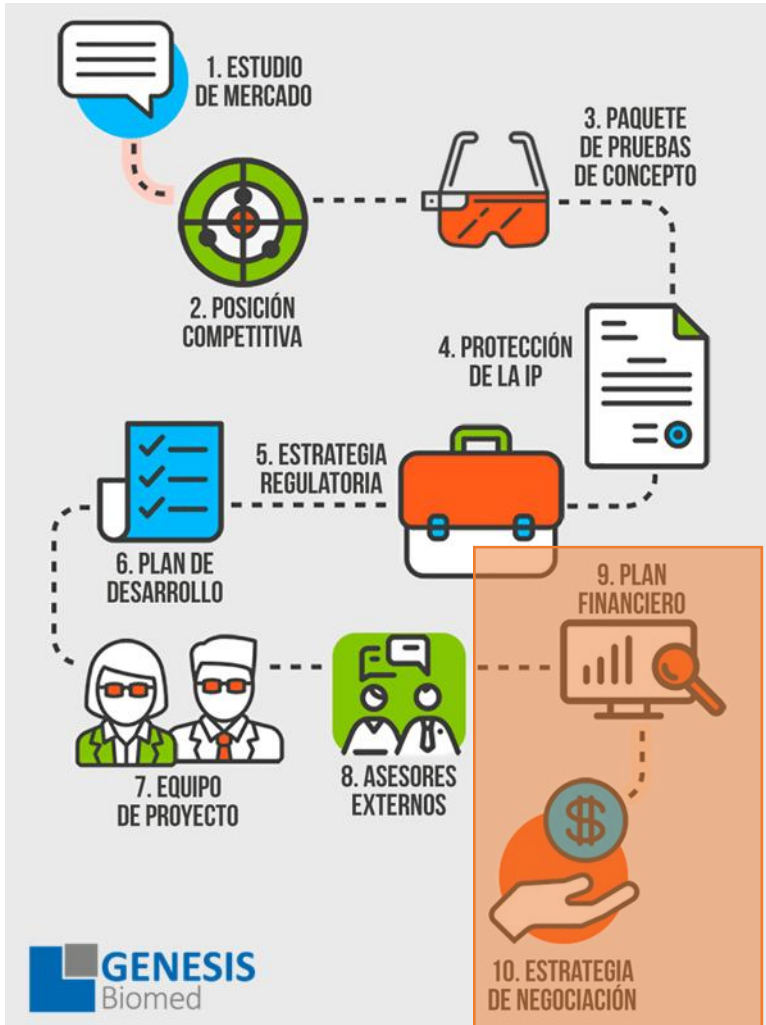 1. ESTUDIO
DE MERCADO
2. POSICIÓN
COMPETITIVA
3. PAQUETE
DE PRUEBAS
DE CONCEPTO
4. PROTECCIÓN
DE LA IP
5. ESTRATEGIA
REGULATORIA
6. PLAN DE
DESARROLLO
7. EQUIPO
DE PROYECTO
8. ASESORES
EXTERNOS
9. PLAN
FINANCIERO
$
10. ESTRATEGIA
DE NEGOCIACIÓN
GENESIS
Biomed